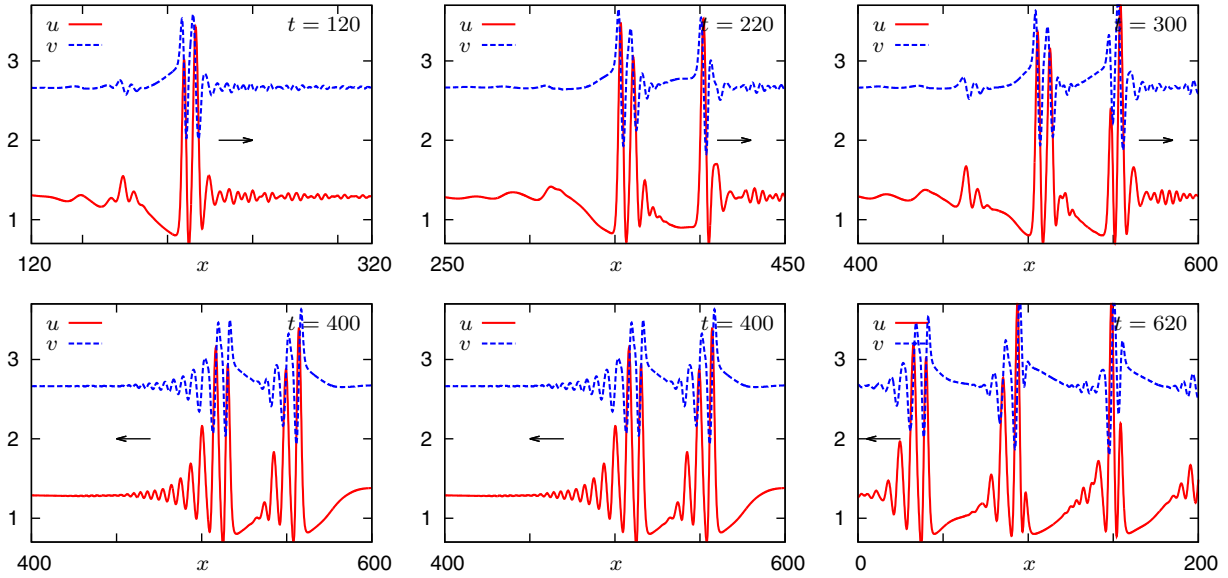 u t = 120
v
3
2
1
120 x 320
u t = 220
v
3
2
1
250 x 450
u t = 300
v
3
2
1
400 x 600
u t = 400
v
3
2
1
400 x 600
u t = 400
v
3
2
1
400 x 600
u t = 620
v
3
2
1
0 x 200